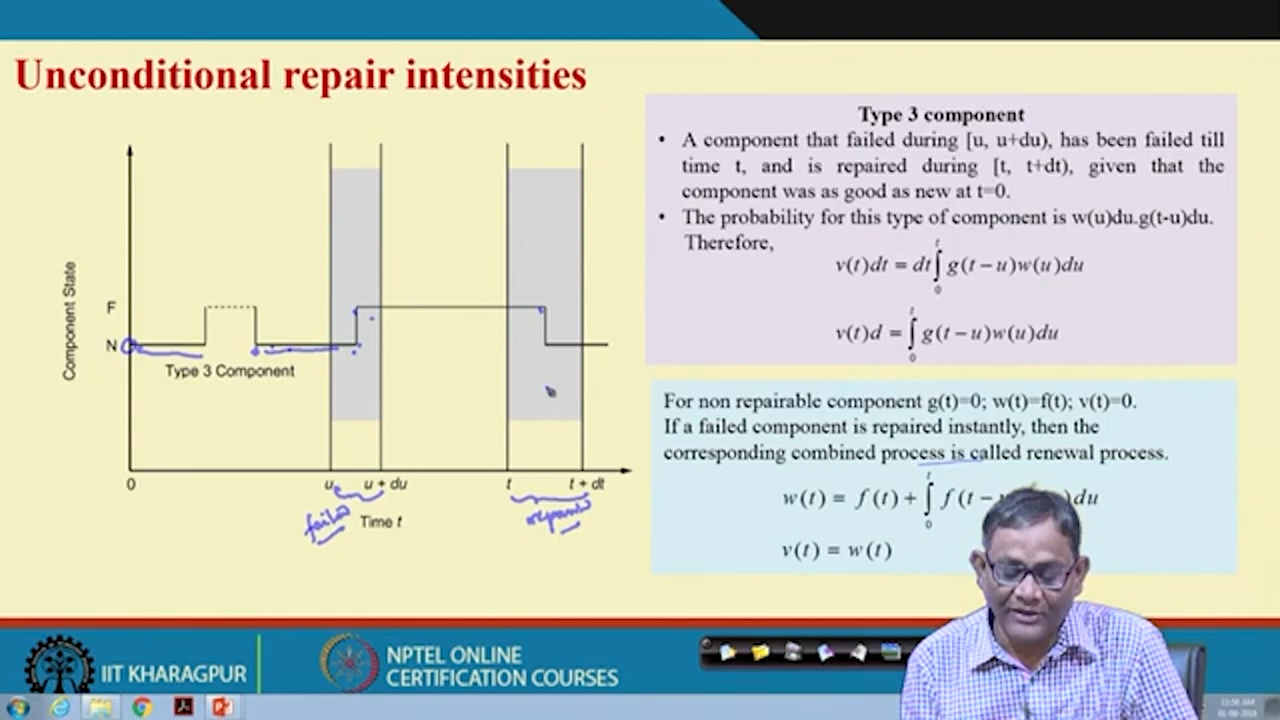 Unconditional repair intensities
Component State
F
N
Type 3 Component
0
u
u + du
t
t + dt
failed
Time t
Type 3 component
• A component that failed during [u, u+du), has been failed till
time t, and is repaired during [t, t+dt), given that the
component was as good as new at t=0.
• The probability for this type of component is w(u)du.g(t-u)du.
Therefore,
v(t)dt = dt∫₀ᵗ g(t − u)w(u)du
v(t)d = ∫₀ᵗ g(t − u)w(u)du
For non repairable component g(t)=0; w(t)=f(t); v(t)=0.
If a failed component is repaired instantly, then the
corresponding combined process is called renewal process.
w(t) = f(t) + ∫₀ᵗ f(t − )du
v(t) = w(t)
IIT KHARAGPUR
NPTEL ONLINE
CERTIFICATION COURSES